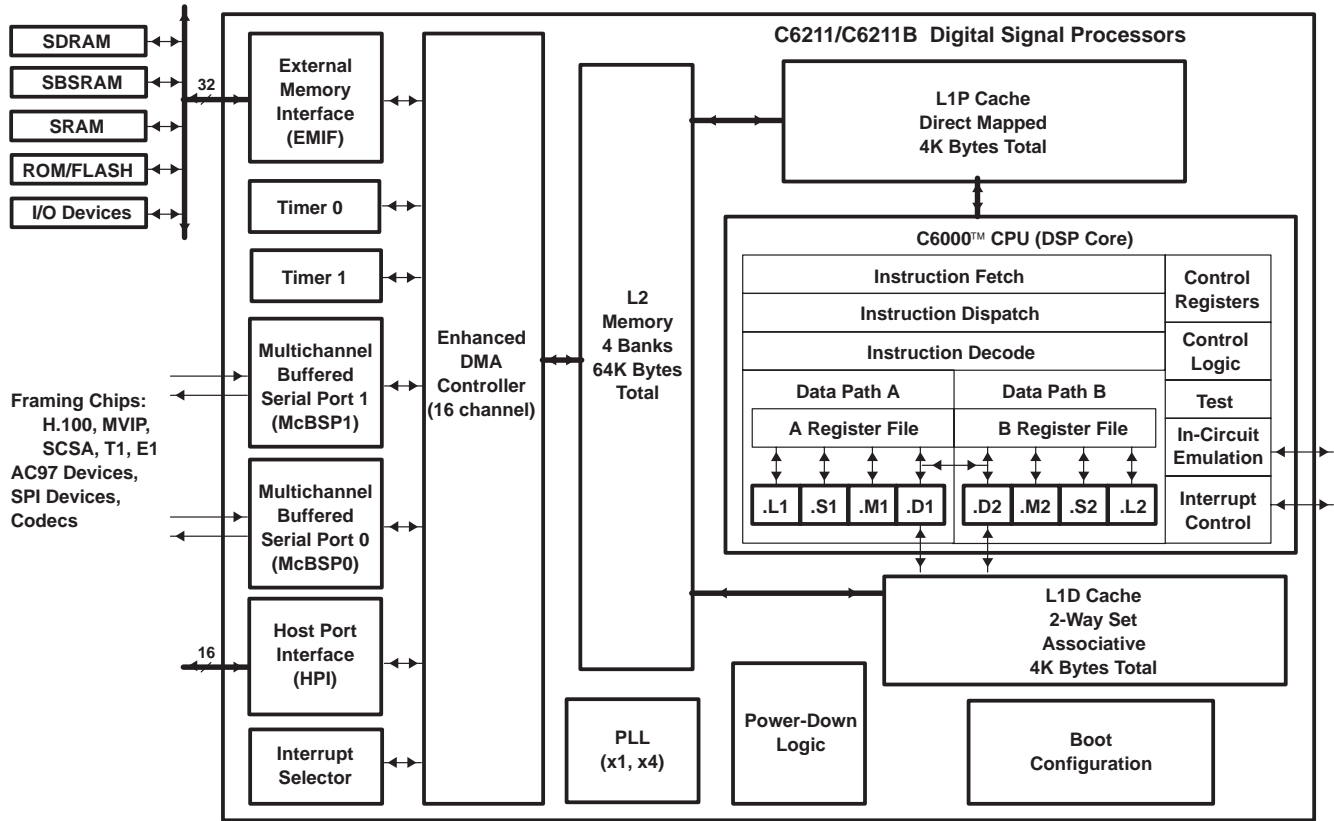 C6211/C6211B Digital Signal Processors
SDRAM
SBSRAM
SRAM
ROM/FLASH
I/O Devices
32
External
Memory
Interface
(EMIF)
Timer 0
Timer 1
Framing Chips:
H.100, MVIP,
SCSA, T1, E1
AC97 Devices,
SPI Devices,
Codecs
Multichannel
Buffered
Serial Port 1
(McBSP1)
Multichannel
Buffered
Serial Port 0
(McBSP0)
16
Host Port
Interface
(HPI)
Interrupt
Selector
Enhanced
DMA
Controller
(16 channel)
L2
Memory
4 Banks
64K Bytes
Total
L1P Cache
Direct Mapped
4K Bytes Total
C6000™ CPU (DSP Core)
Instruction Fetch
Instruction Dispatch
Instruction Decode
Data Path A
Data Path B
A Register File
B Register File
.L1
.S1
.M1
.D1
.D2
.M2
.S2
.L2
Control
Registers
Control
Logic
Test
In-Circuit
Emulation
Interrupt
Control
L1D Cache
2-Way Set
Associative
4K Bytes Total
PLL
(x1, x4)
Power-Down
Logic
Boot
Configuration